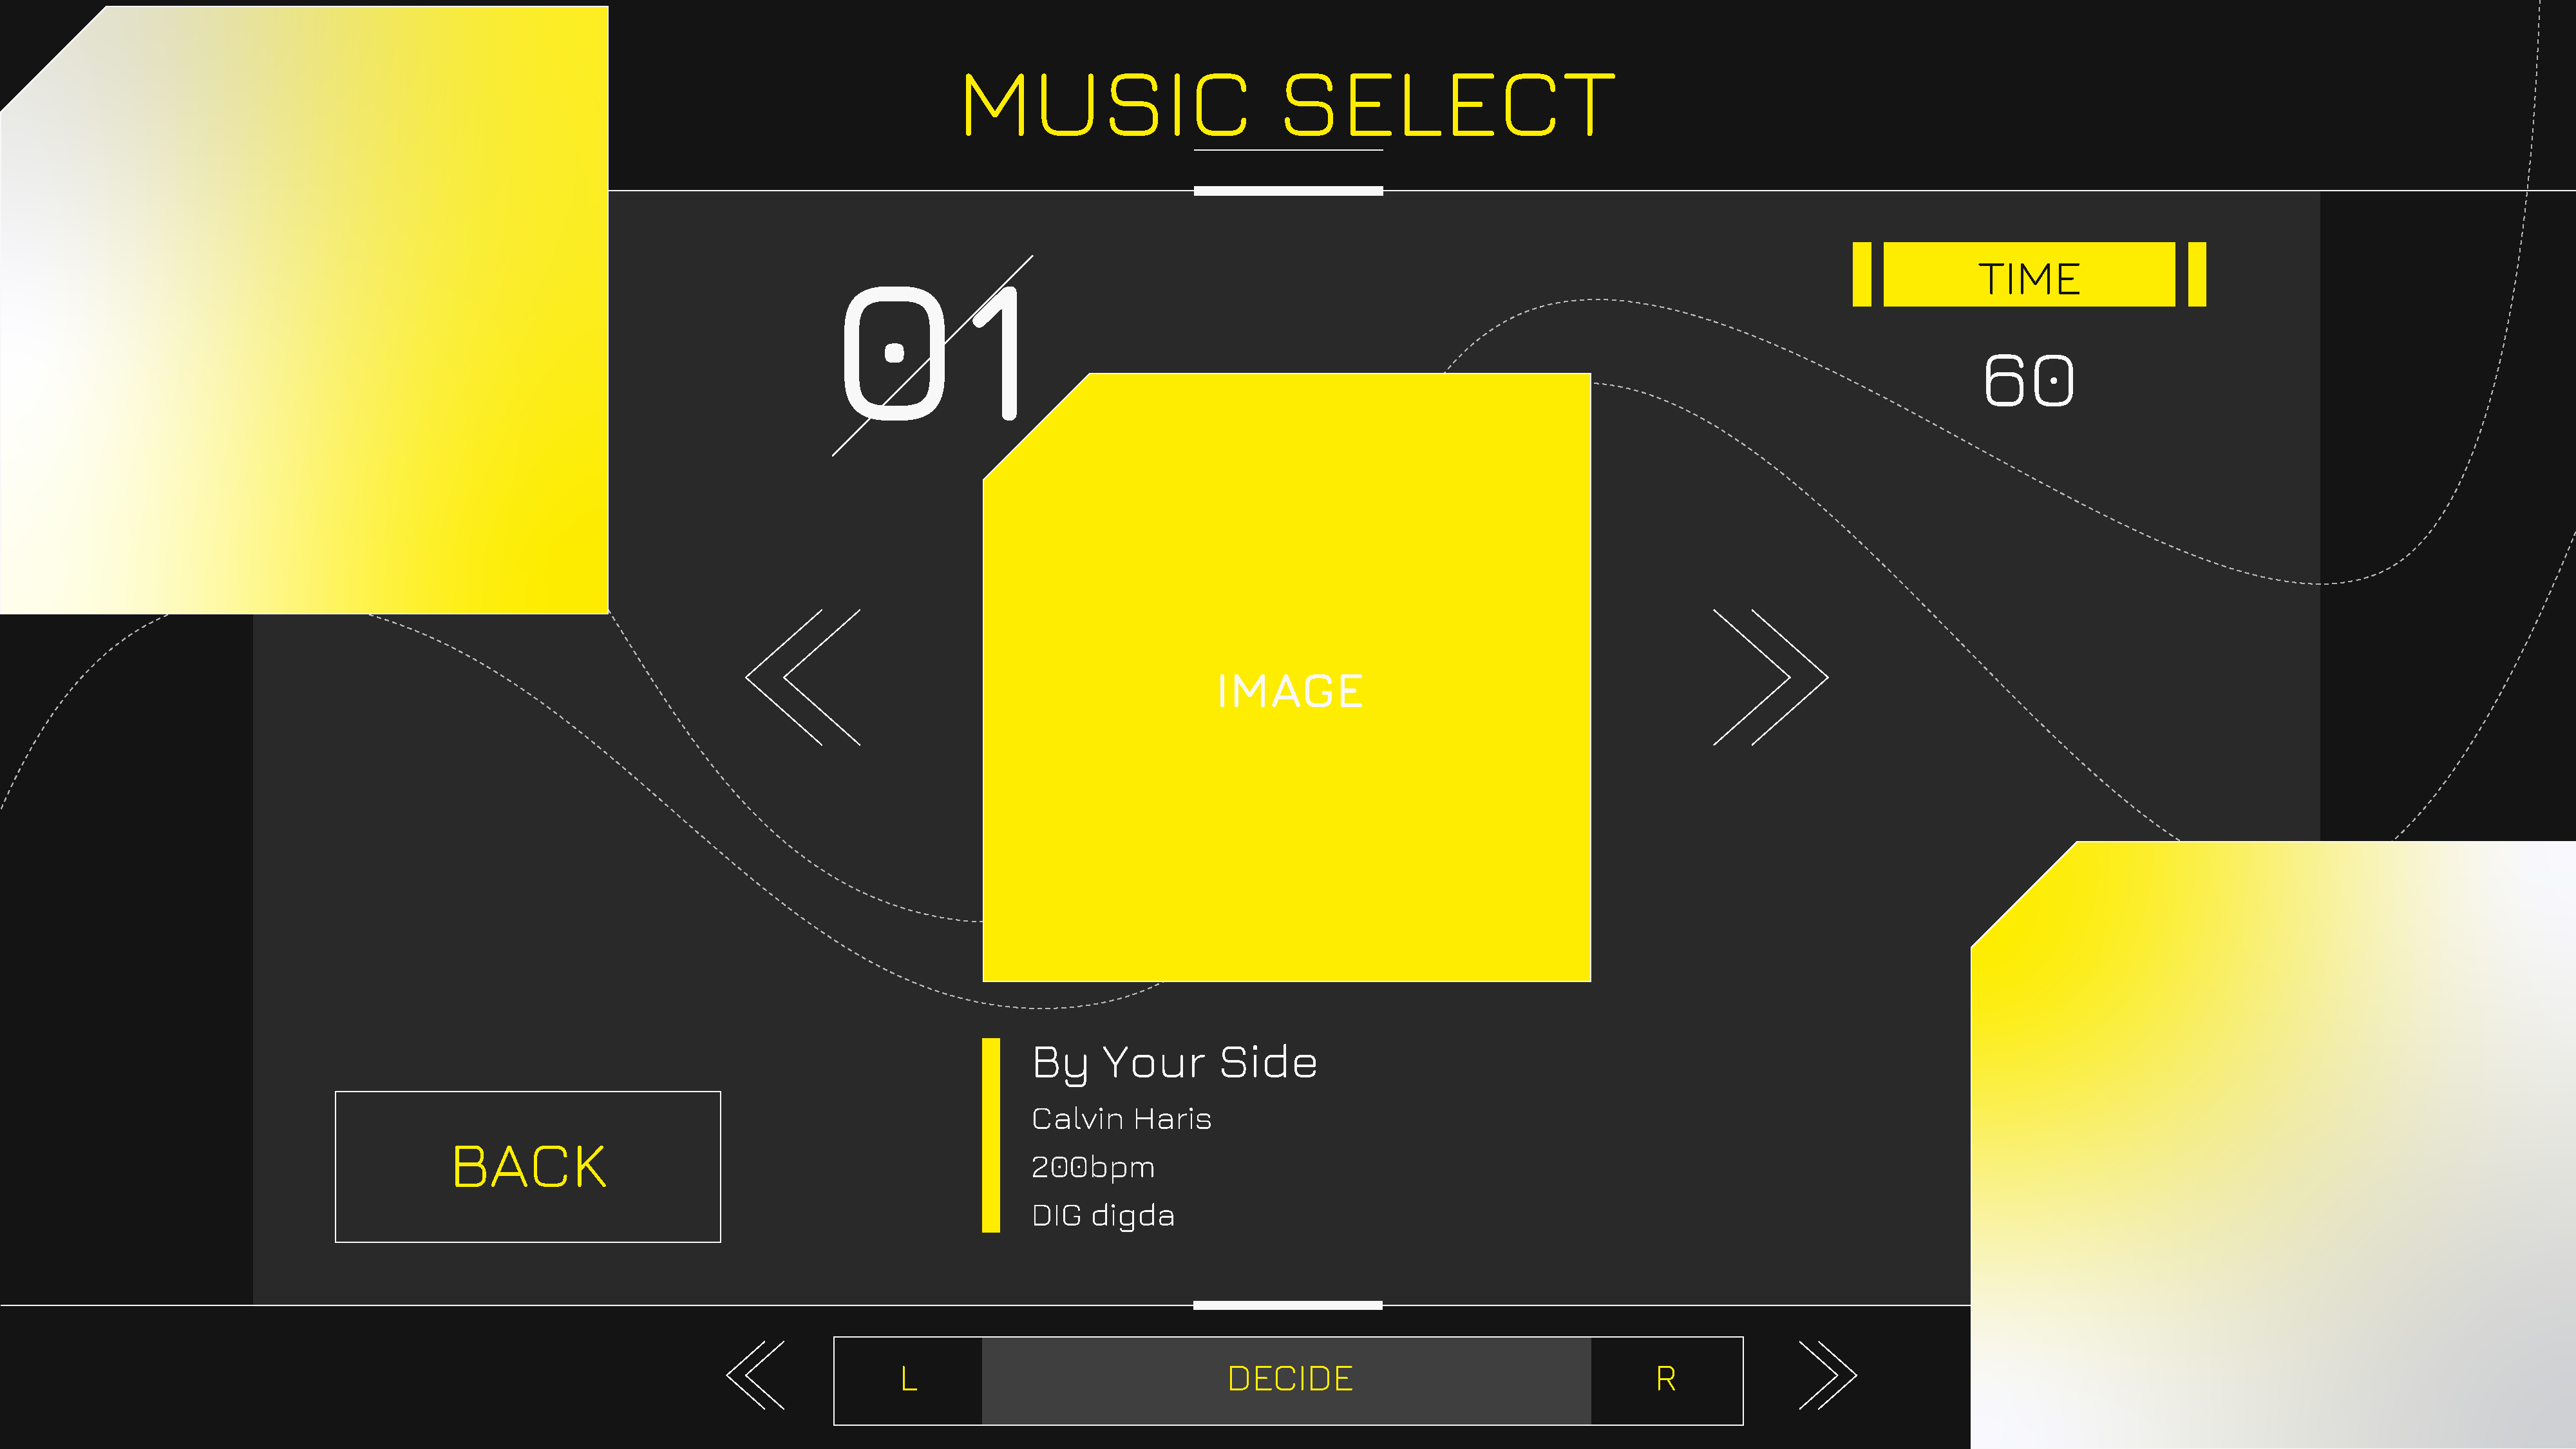 MUSIC SELECT
01
TIME
60
IMAGE
By Your Side
Calvin Haris
200bpm
DIG digda
BACK
L
DECIDE
R